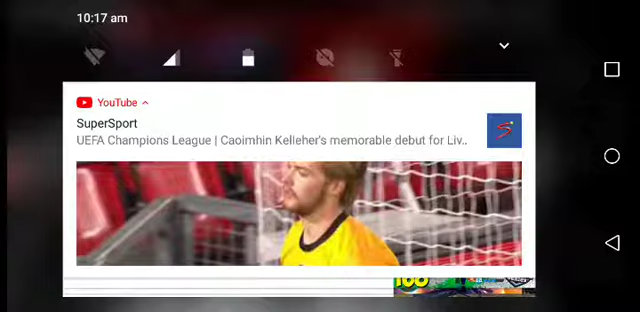 10:17 am
YouTube
SuperSport
UEFA Champions League | Caoimhin Kelleher's memorable debut for Liv..